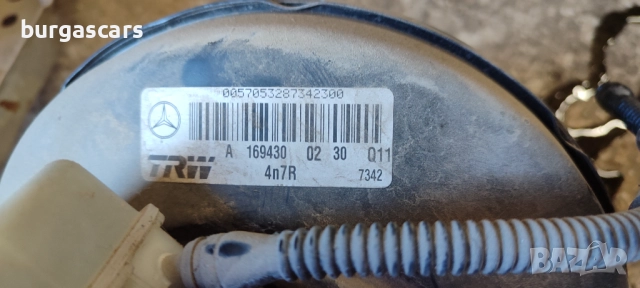 burgascars
0057053287342300
A 169430 02 30 Q11
TRW 4n7R 7342
BAZAR